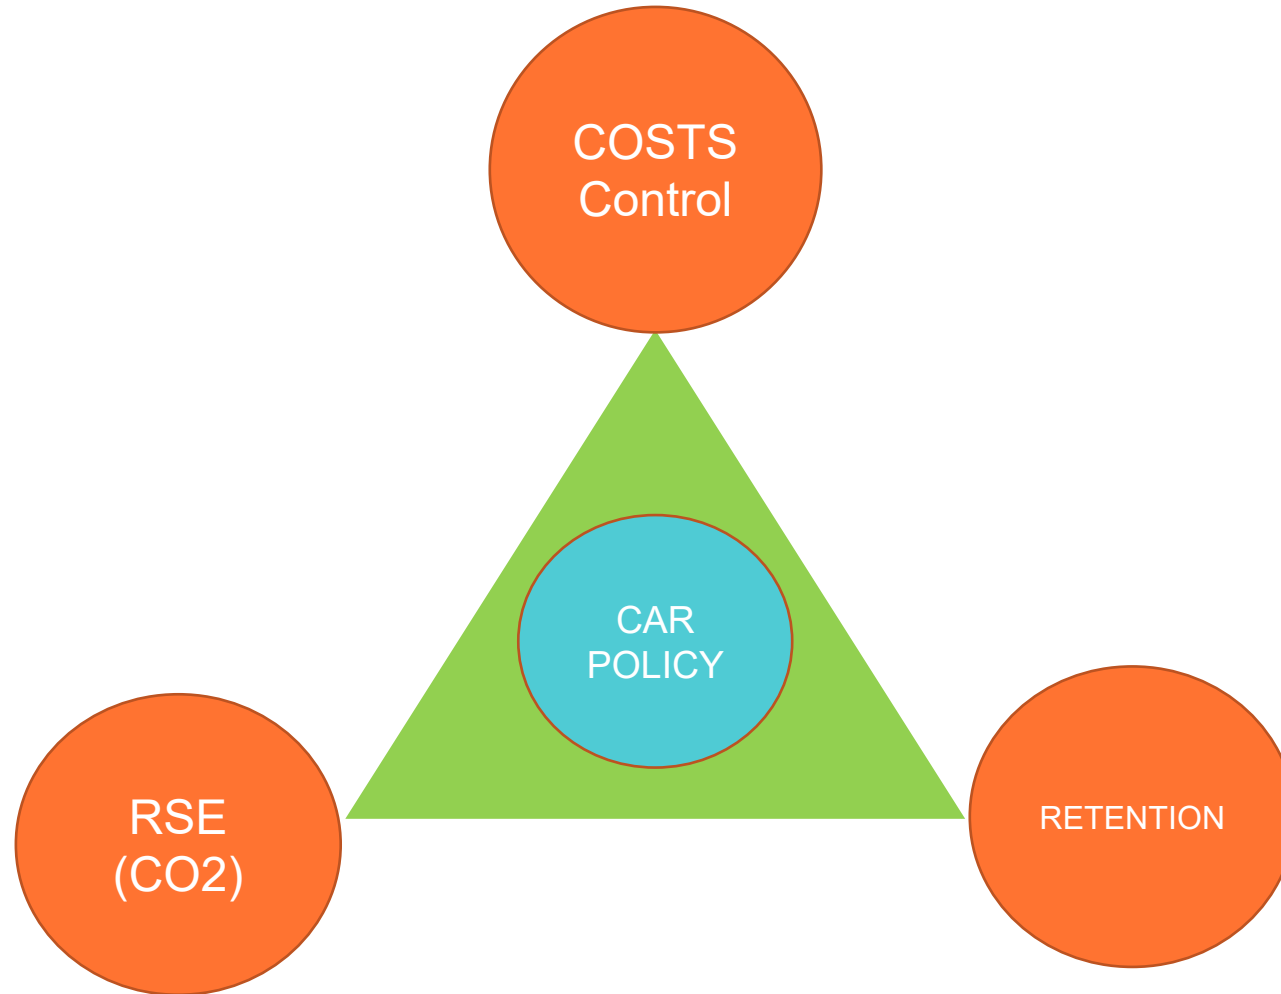 COSTS
Control
CAR
POLICY
RSE
(CO2)
RETENTION